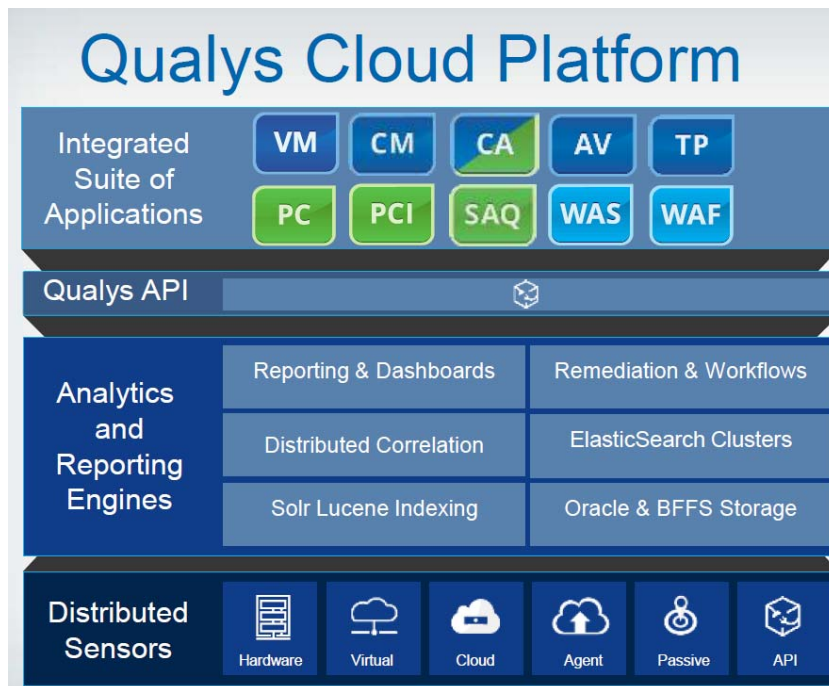 Qualys Cloud Platform
Integrated
Suite of
Applications
VM CM CA AV TP
PC PCI SAQ WAS WAF
Qualys API
Analytics
and
Reporting
Engines
Reporting & Dashboards Remediation & Workflows
Distributed Correlation ElasticSearch Clusters
Solr Lucene Indexing Oracle & BFFS Storage
Distributed
Sensors
Hardware Virtual Cloud Agent Passive API